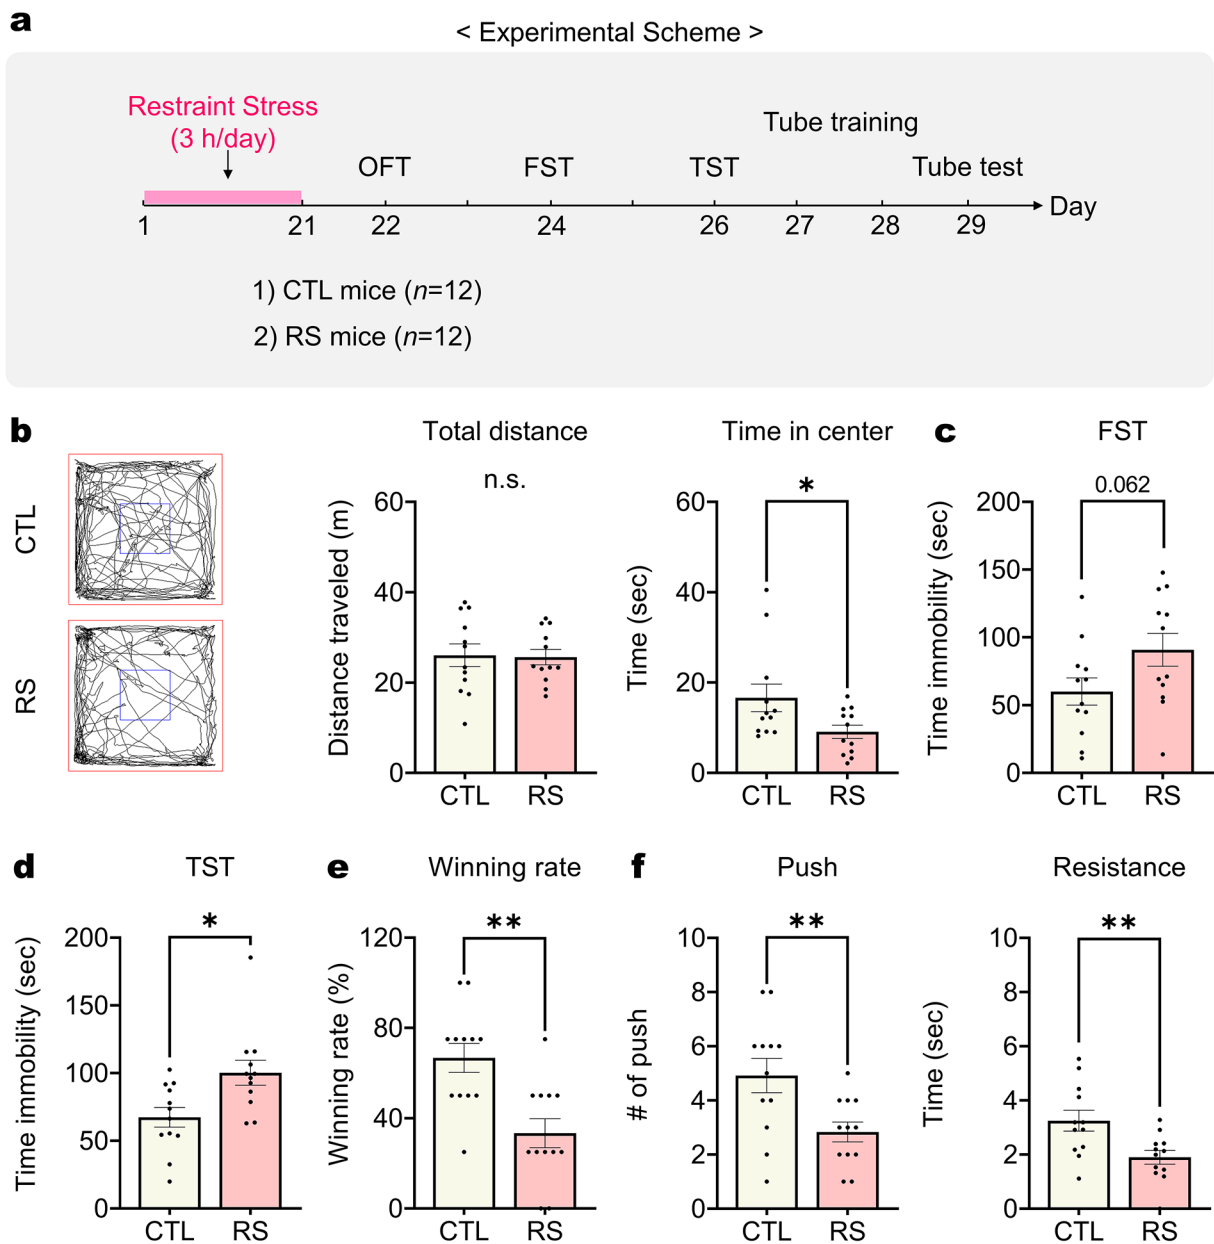 a
< Experimental Scheme >
Restraint Stress
(3 h/day)
Tube training
OFT FST TST Tube test
1 21 22 24 26 27 28 29 Day
1) CTL mice (n=12)
2) RS mice (n=12)
b
CTL
RS
Total distance
n.s.
Distance traveled (m)
60
40
20
0
CTL RS
Time in center
*
Time (sec)
60
40
20
0
CTL RS
c
FST
0.062
Time immobility (sec)
200
150
100
50
0
CTL RS
d
TST
*
Time immobility (sec)
200
150
100
50
0
CTL RS
e
Winning rate
**
Winning rate (%)
120
80
40
0
CTL RS
f
Push
**
# of push
10
8
6
4
2
0
CTL RS
Resistance
**
Time (sec)
10
8
6
4
2
0
CTL RS